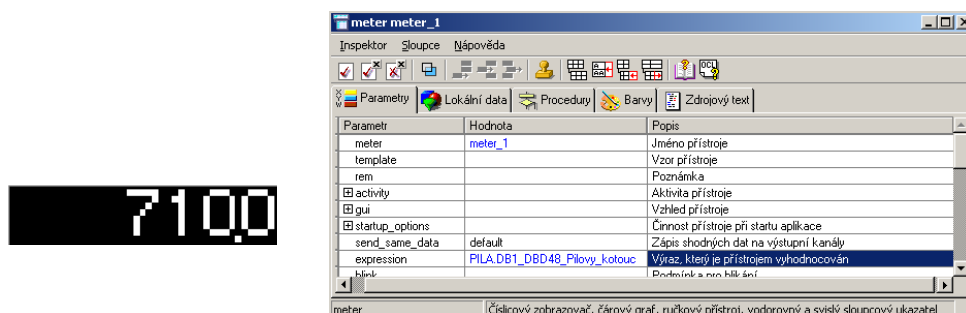 710.0
meter meter_1
Inspektor Sloupce Nápověda
Parametry Lokální data Procedury Barvy Zdrojový text
Parametr Hodnota Popis
meter meter_1 Jméno přístroje
template Vzor přístroje
rem Poznámka
activity Aktivita přístroje
gui Vzhled přístroje
startup_options Činnost přístroje při startu aplikace
send_same_data default Zápis shodných dat na výstupní kanály
expression PILA.DB1_DBD48_Pilovy_kotouc Výraz, který je přístrojem vyhodnocován
blink Podmínka pro blikání
meter Číslicový zobrazovač, čárový graf, ručkový přístroj, vodorovný a svislý sloupcový ukazatel